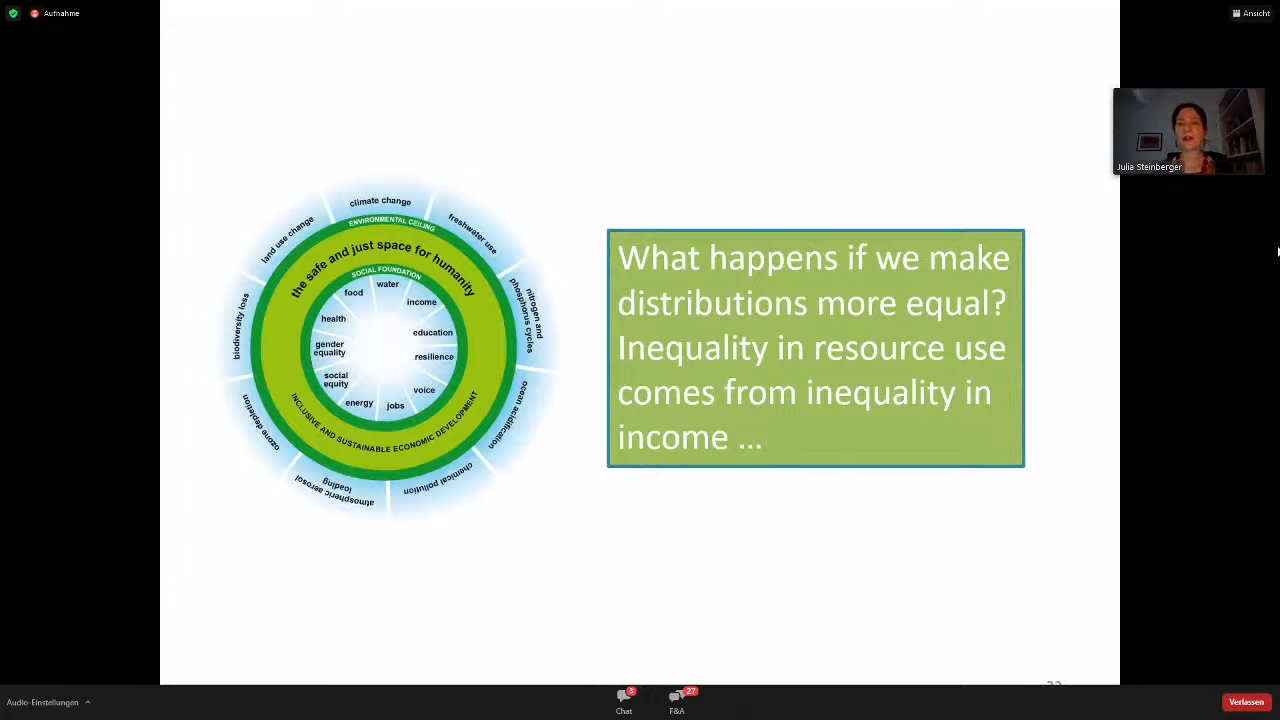 Aufnahme
Ansicht
climate change
freshwater use
nitrogen and
phosphorus cycles
ocean acidification
chemical pollution
atmospheric aerosol
loading
ozone depletion
biodiversity loss
land use change
ENVIRONMENTAL CEILING
the safe and just space for humanity
SOCIAL FOUNDATION
water
income
education
resilience
voice
jobs
energy
social
equity
gender
equality
health
food
INCLUSIVE AND SUSTAINABLE ECONOMIC DEVELOPMENT
What happens if we make
distributions more equal?
Inequality in resource use
comes from inequality in
income ...
Julia Steinberger
Audio-Einstellungen
3
Chat
27
F&A
Verlassen